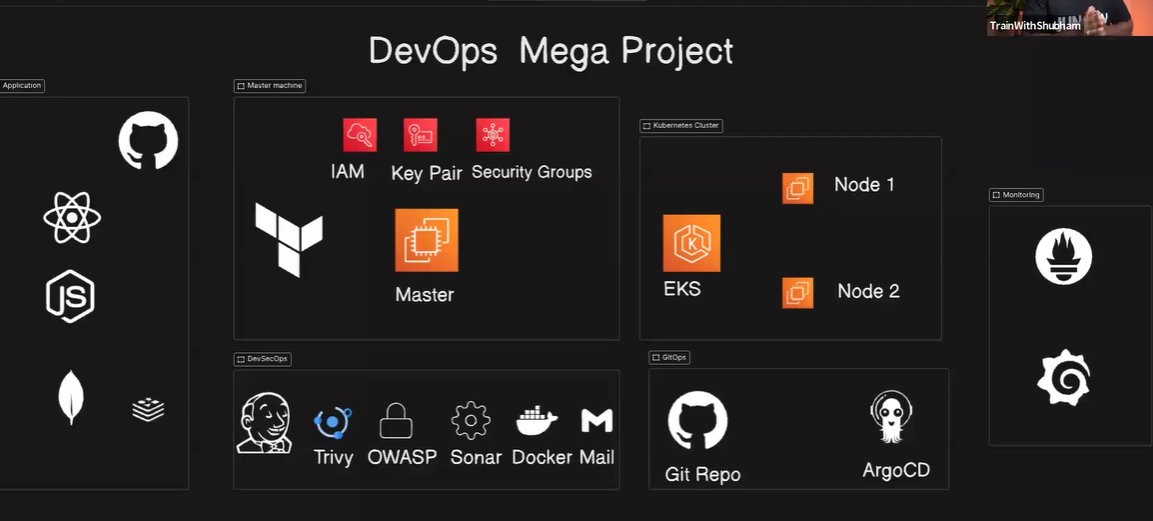 TrainWithShubham
DevOps Mega Project
Application
Master machine
IAM
Key Pair
Security Groups
Master
Kubernetes Cluster
Node 1
EKS
Node 2
Monitoring
DevSecOps
Trivy
OWASP
Sonar
Docker
Mail
GitOps
Git Repo
ArgoCD
JS
K